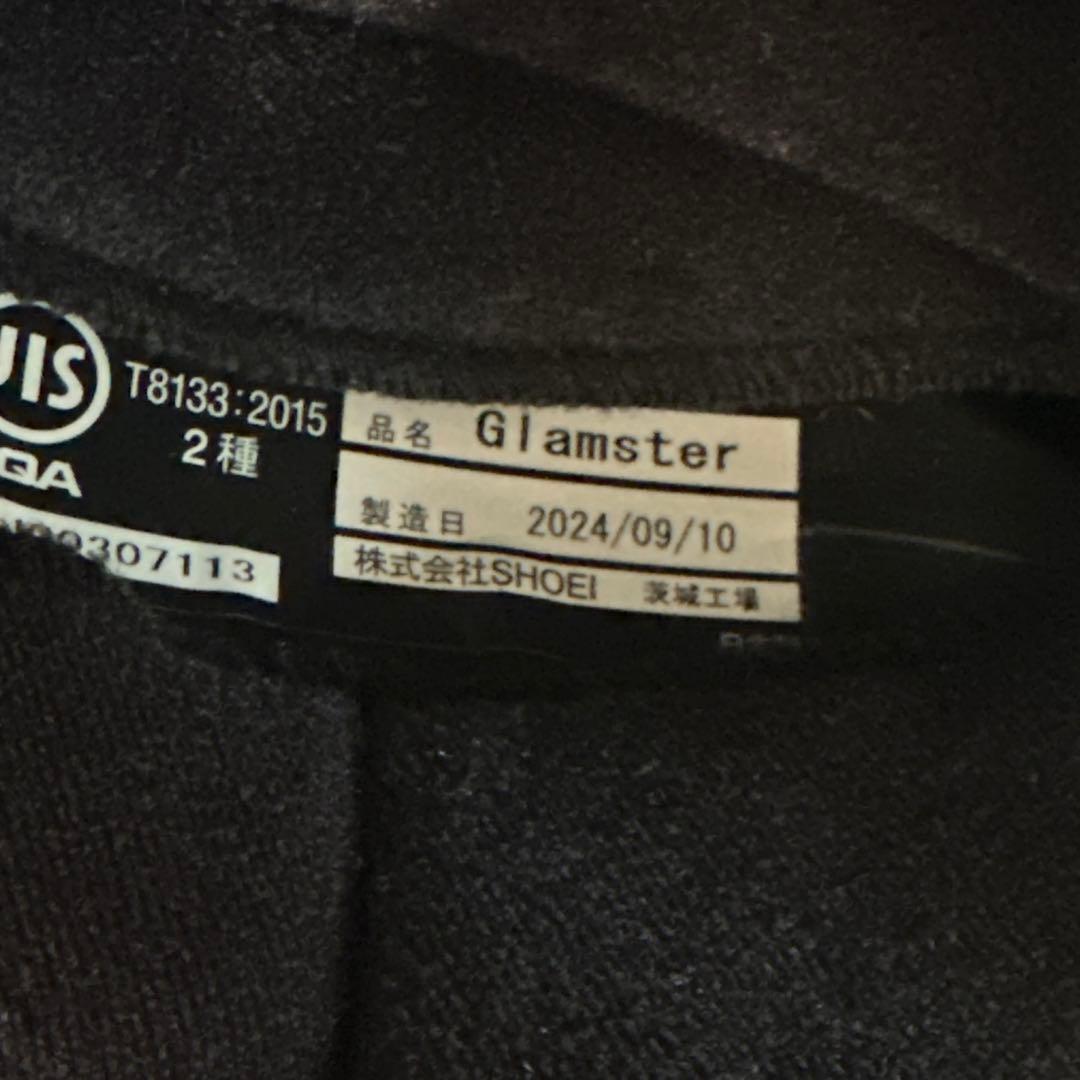 JIS
T8133:2015
2種
QA
00307113
品名 Glamster
製造日 2024/09/10
株式会社SHOEI 茨城工場